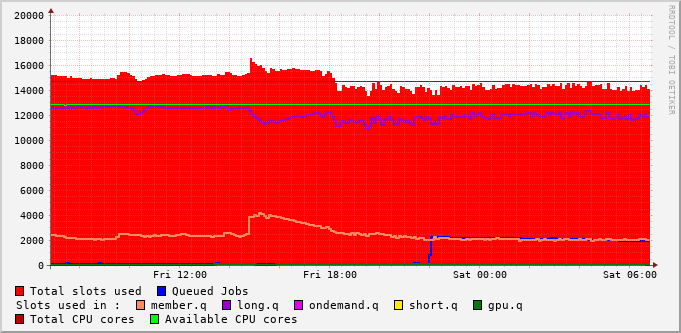 RRDTOOL / TOBI OETIKER
20000
18000
16000
14000
12000
10000
8000
6000
4000
2000
0
Fri 12:00 Fri 18:00 Sat 00:00 Sat 06:00
Total slots used Queued Jobs
Slots used in : member.q long.q ondemand.q short.q gpu.q
Total CPU cores Available CPU cores